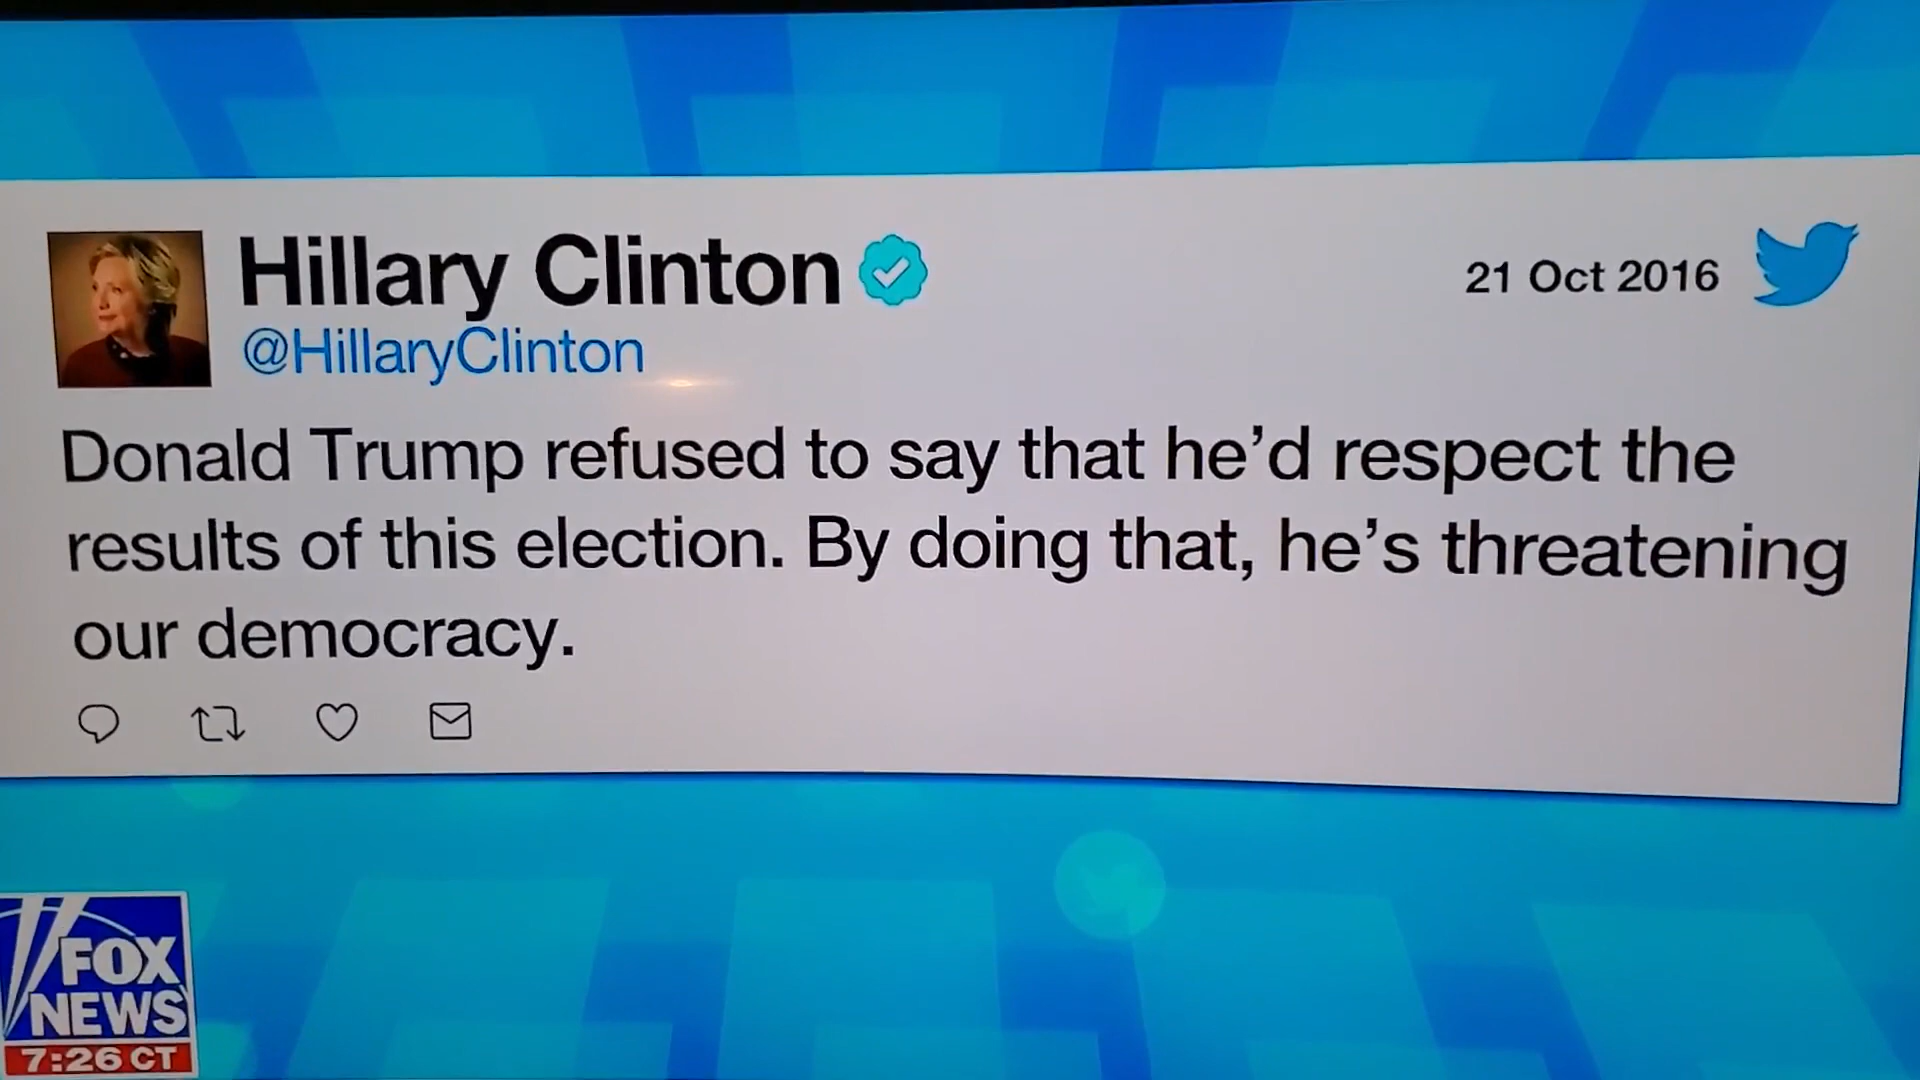 Hillary Clinton
@HillaryClinton
21 Oct 2016
Donald Trump refused to say that he’d respect the
results of this election. By doing that, he’s threatening
our democracy.
FOX
NEWS
7:26 CT